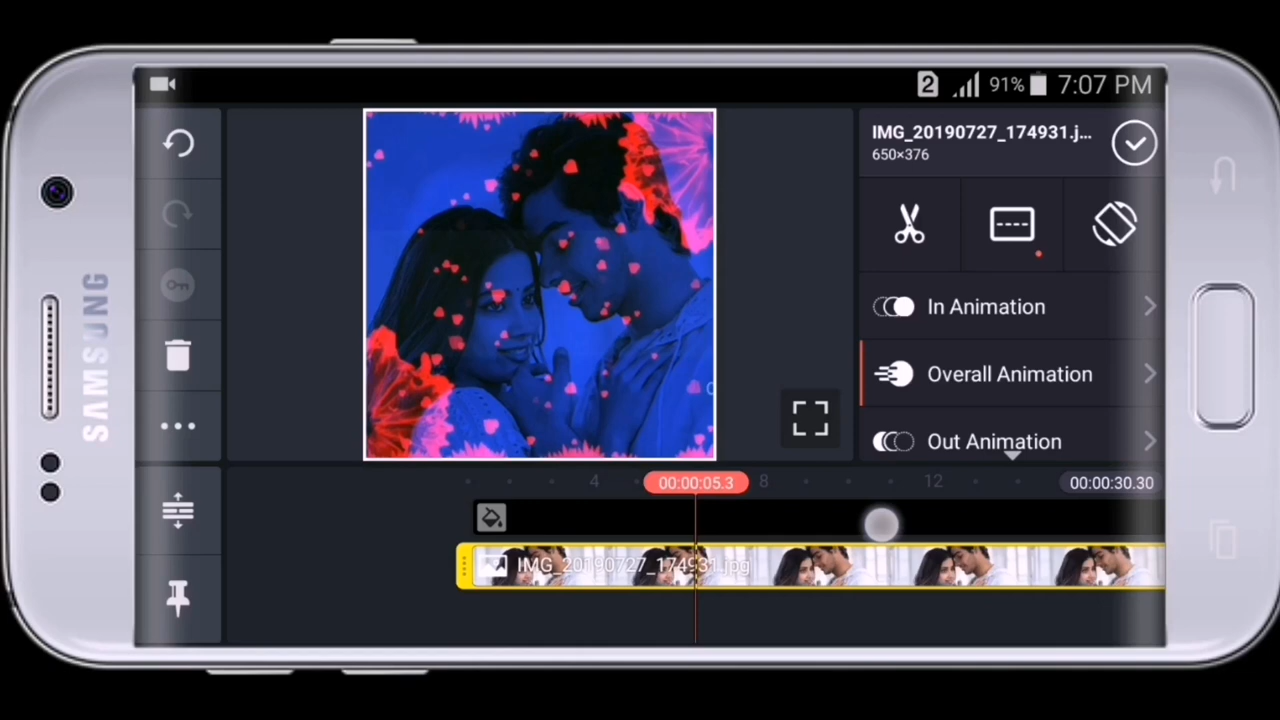 SAMSUNG
2 91% 7:07 PM
IMG_20190727_174931.j...
650×376
In Animation
Overall Animation
Out Animation
4 00:00:05.3 8 12 00:00:30.30
IMG_20190727_174931.jpg